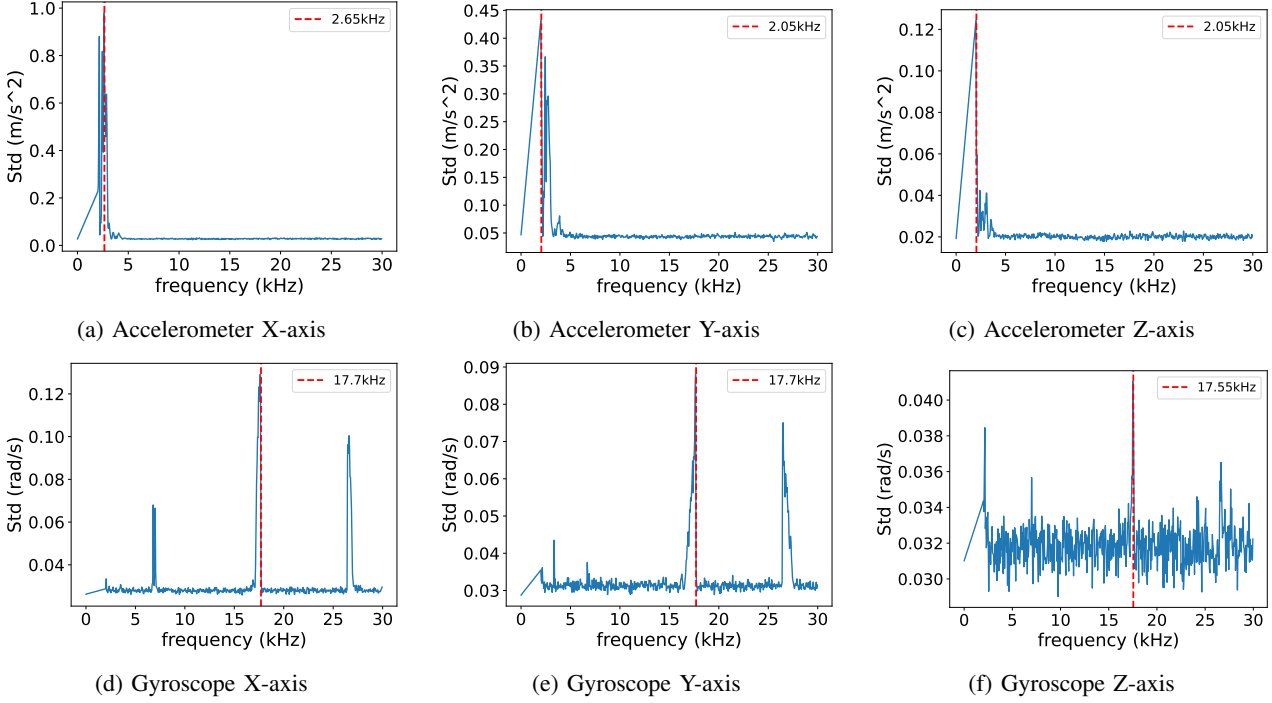 1.0
0.8
0.6
0.4
0.2
0.0
Std (m/s^2)
2.65kHz
0 5 10 15 20 25 30
frequency (kHz)
(a) Accelerometer X-axis
0.45
0.40
0.35
0.30
0.25
0.20
0.15
0.10
0.05
Std (m/s^2)
2.05kHz
0 5 10 15 20 25 30
frequency (kHz)
(b) Accelerometer Y-axis
0.12
0.10
0.08
0.06
0.04
0.02
Std (m/s^2)
2.05kHz
0 5 10 15 20 25 30
frequency (kHz)
(c) Accelerometer Z-axis
0.12
0.10
0.08
0.06
0.04
Std (rad/s)
17.7kHz
0 5 10 15 20 25 30
frequency (kHz)
(d) Gyroscope X-axis
0.09
0.08
0.07
0.06
0.05
0.04
0.03
Std (rad/s)
17.7kHz
0 5 10 15 20 25 30
frequency (kHz)
(e) Gyroscope Y-axis
0.040
0.038
0.036
0.034
0.032
0.030
Std (rad/s)
17.55kHz
0 5 10 15 20 25 30
frequency (kHz)
(f) Gyroscope Z-axis